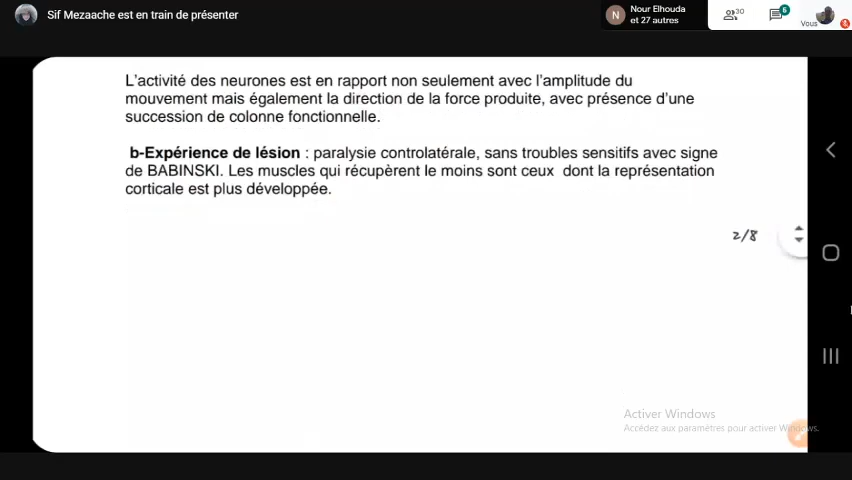 Sif Mezaache est en train de présenter
Nour Elhouda
et 27 autres
N
30
6
Vous
L'activité des neurones est en rapport non seulement avec l'amplitude du
mouvement mais également la direction de la force produite, avec présence d'une
succession de colonne fonctionnelle.
b-Expérience de lésion : paralysie controlatérale, sans troubles sensitifs avec signe
de BABINSKI. Les muscles qui récupèrent le moins sont ceux dont la représentation
corticale est plus développée.
2/8
Activer Windows
Accédez aux paramètres pour activer Windows.